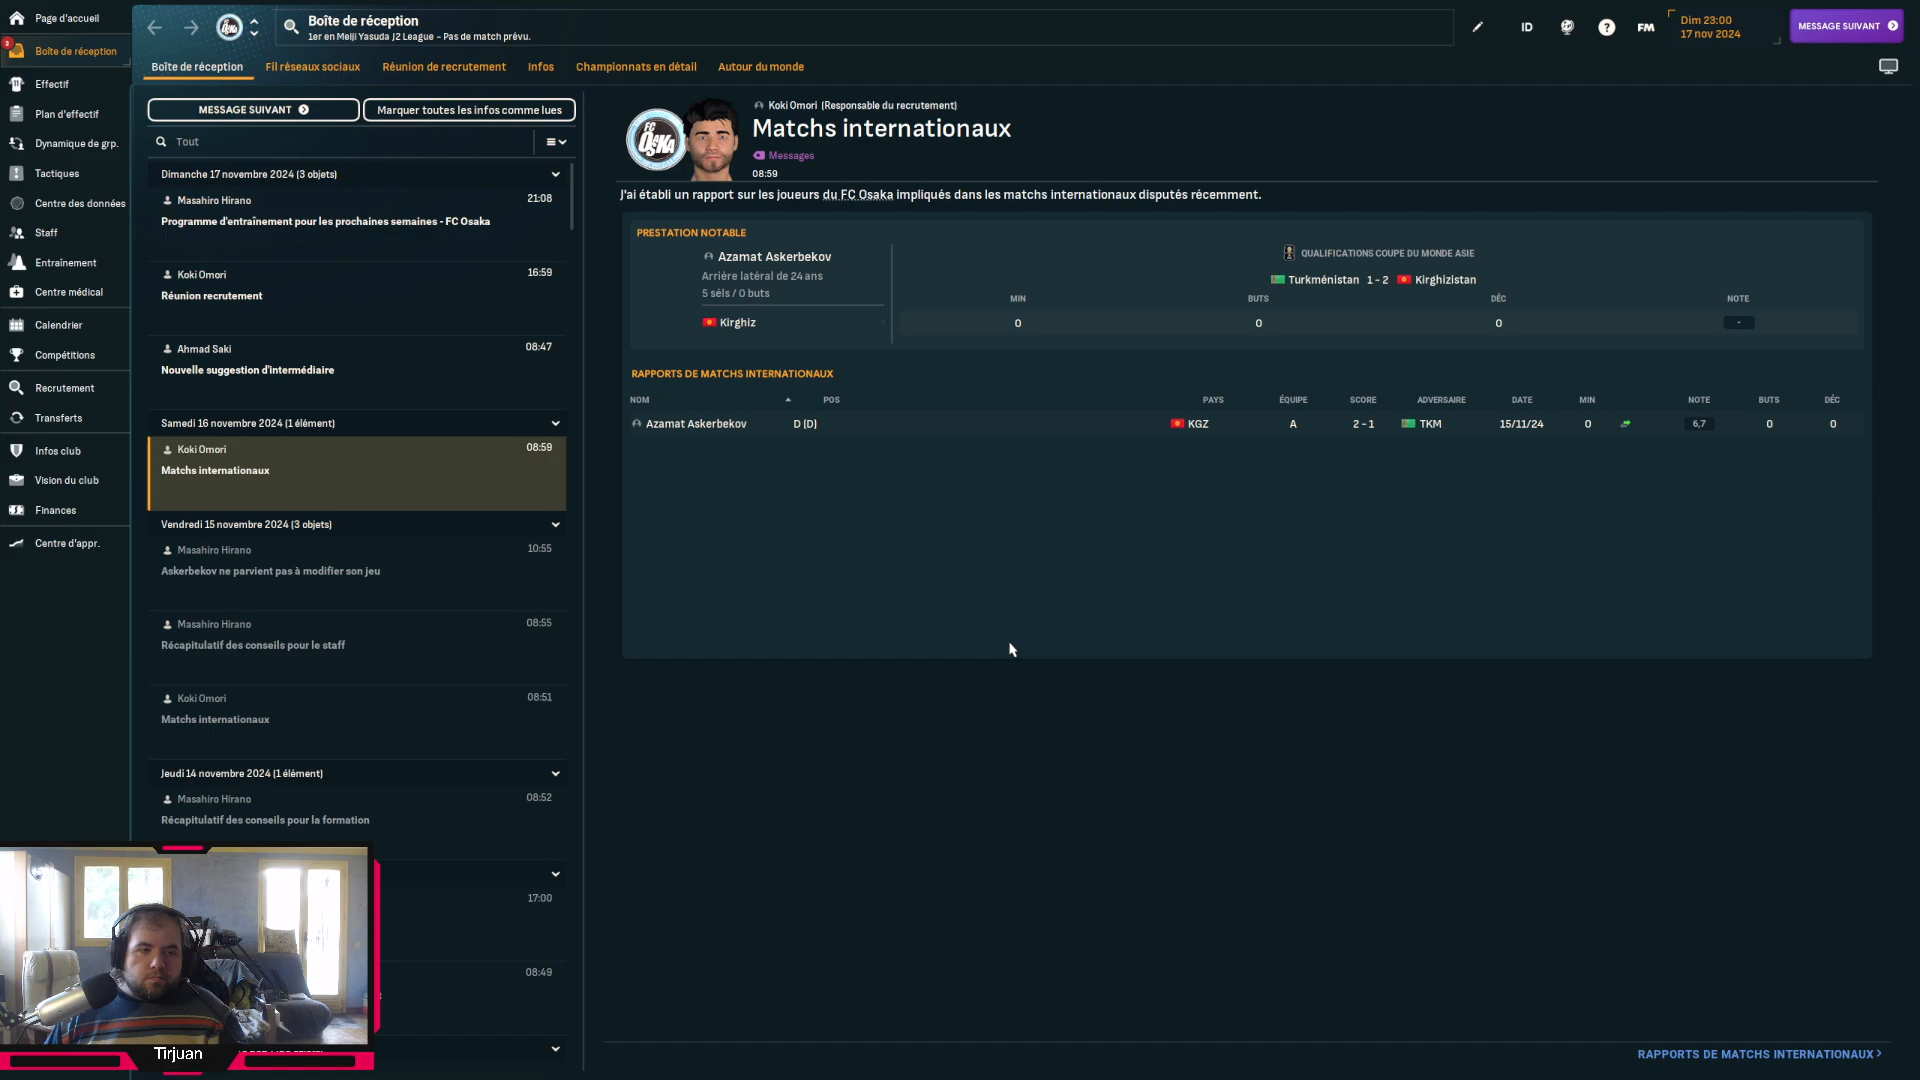 Page d'accueil
3
Boîte de réception
Effectif
Plan d'effectif
Dynamique de grp.
Tactiques
Centre des données
Staff
Entraînement
Centre médical
Calendrier
Compétitions
Recrutement
Transferts
Infos club
Vision du club
Finances
Centre d'appr.
Boîte de réception
1er en Meiji Yasuda J2 League - Pas de match prévu.
ID
FM
Dim 23:00
17 nov 2024
MESSAGE SUIVANT
Boîte de réception
Fil réseaux sociaux
Réunion de recrutement
Infos
Championnats en détail
Autour du monde
MESSAGE SUIVANT
Marquer toutes les infos comme lues
Tout
Dimanche 17 novembre 2024 (3 objets)
Masahiro Hirano 21:08
Programme d'entraînement pour les prochaines semaines - FC Osaka
Koki Omori 16:59
Réunion recrutement
Ahmad Saki 08:47
Nouvelle suggestion d'intermédiaire
Samedi 16 novembre 2024 (1 élément)
Koki Omori 08:59
Matchs internationaux
Vendredi 15 novembre 2024 (3 objets)
Masahiro Hirano 10:55
Askerbekov ne parvient pas à modifier son jeu
Masahiro Hirano 08:55
Récapitulatif des conseils pour le staff
Koki Omori 08:51
Matchs internationaux
Jeudi 14 novembre 2024 (1 élément)
Masahiro Hirano 08:52
Récapitulatif des conseils pour la formation
17:00
08:49
Tirjuan
FC OSAKA
Koki Omori (Responsable du recrutement)
Matchs internationaux
Messages
08:59
J'ai établi un rapport sur les joueurs du FC Osaka impliqués dans les matchs internationaux disputés récemment.
PRESTATION NOTABLE
Azamat Askerbekov
Arrière latéral de 24 ans
5 séls / 0 buts
Kirghiz
QUALIFICATIONS COUPE DU MONDE ASIE
Turkménistan 1 - 2 Kirghizistan
MIN BUTS DÉC NOTE
0 0 0 -
RAPPORTS DE MATCHS INTERNATIONAUX
NOM POS PAYS ÉQUIPE SCORE ADVERSAIRE DATE MIN NOTE BUTS DÉC
Azamat Askerbekov D (D) KGZ A 2 - 1 TKM 15/11/24 0 6,7 0 0
RAPPORTS DE MATCHS INTERNATIONAUX